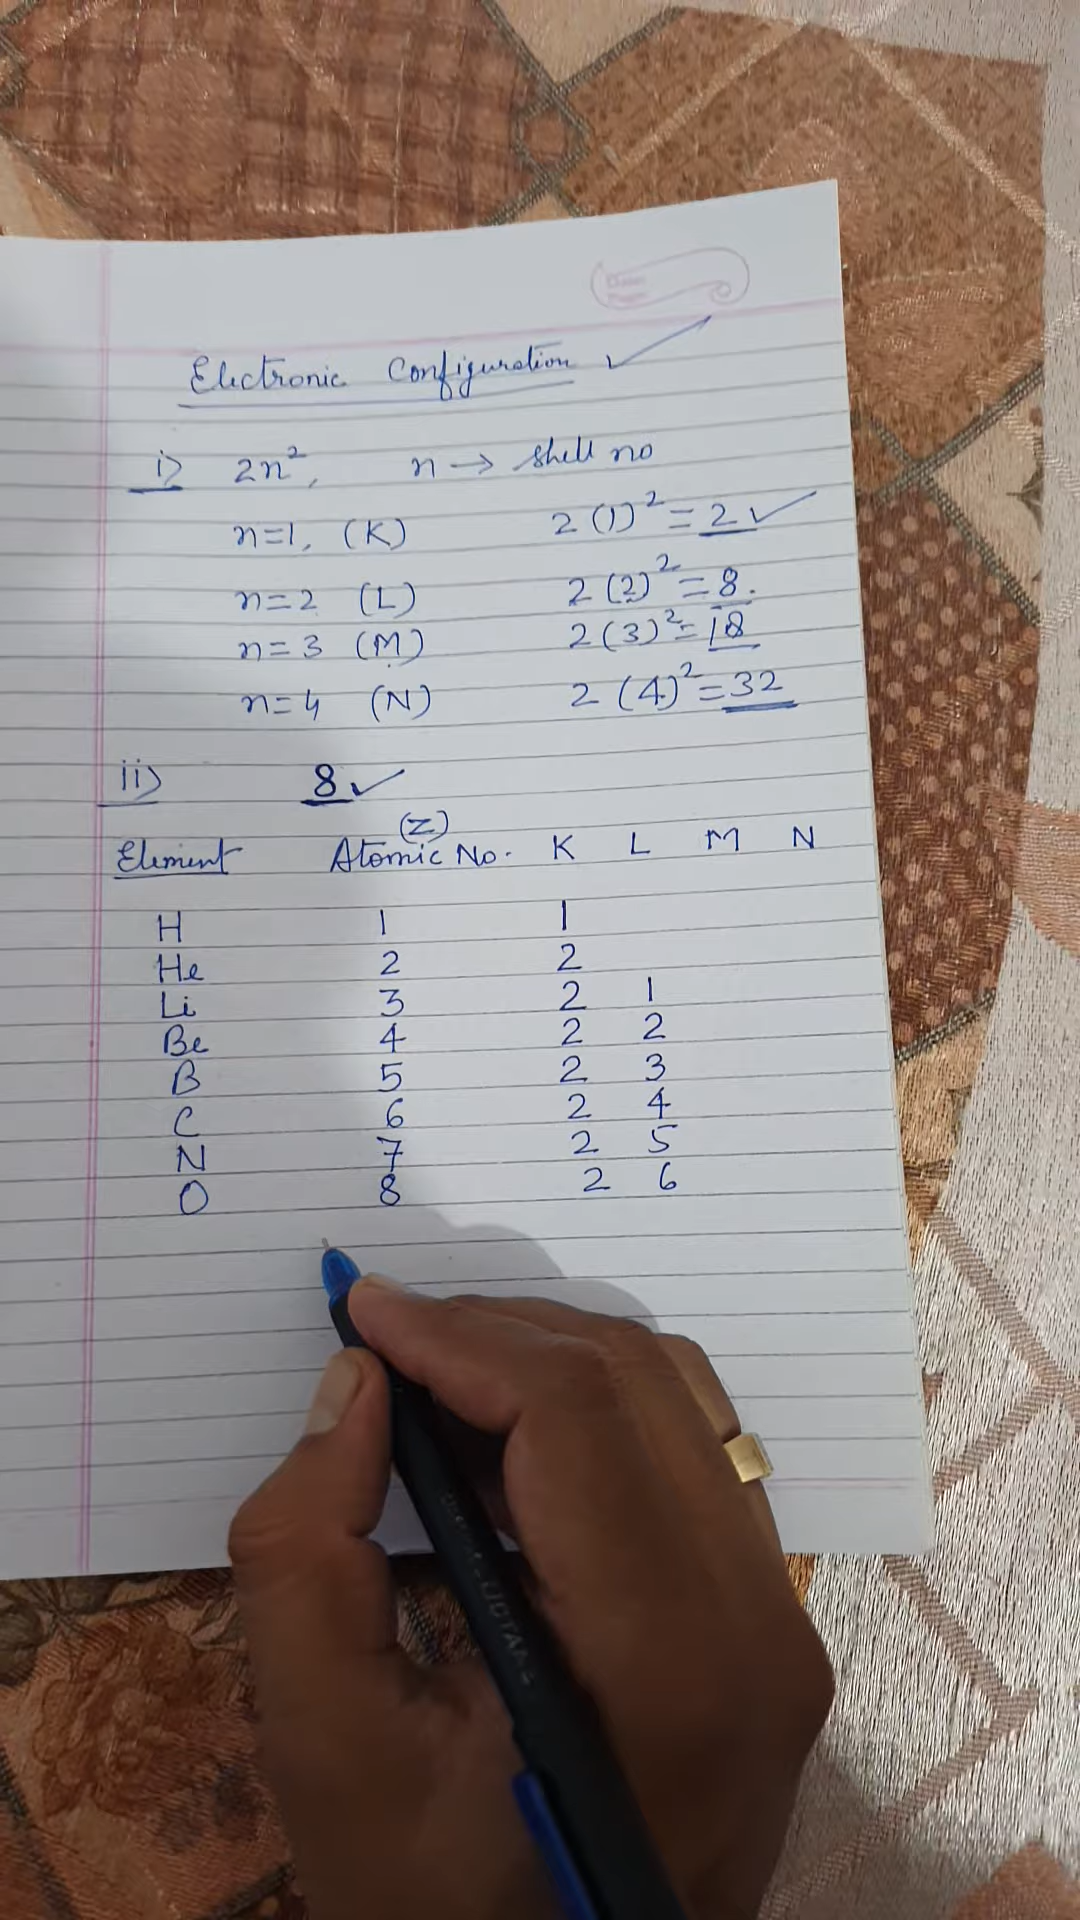 Electronic Configuration
i) 2n², n → shell no
n=1, (K) 2(1)² = 2 ✓
n=2 (L) 2(2)² = 8.
n=3 (M) 2(3)² = 18
n=4 (N) 2(4)² = 32
ii) 8 ✓
(Z)
Element Atomic No. K L M N
H 1 1
He 2 2
Li 3 2 1
Be 4 2 2
B 5 2 3
C 6 2 4
N 7 2 5
O 8 2 6